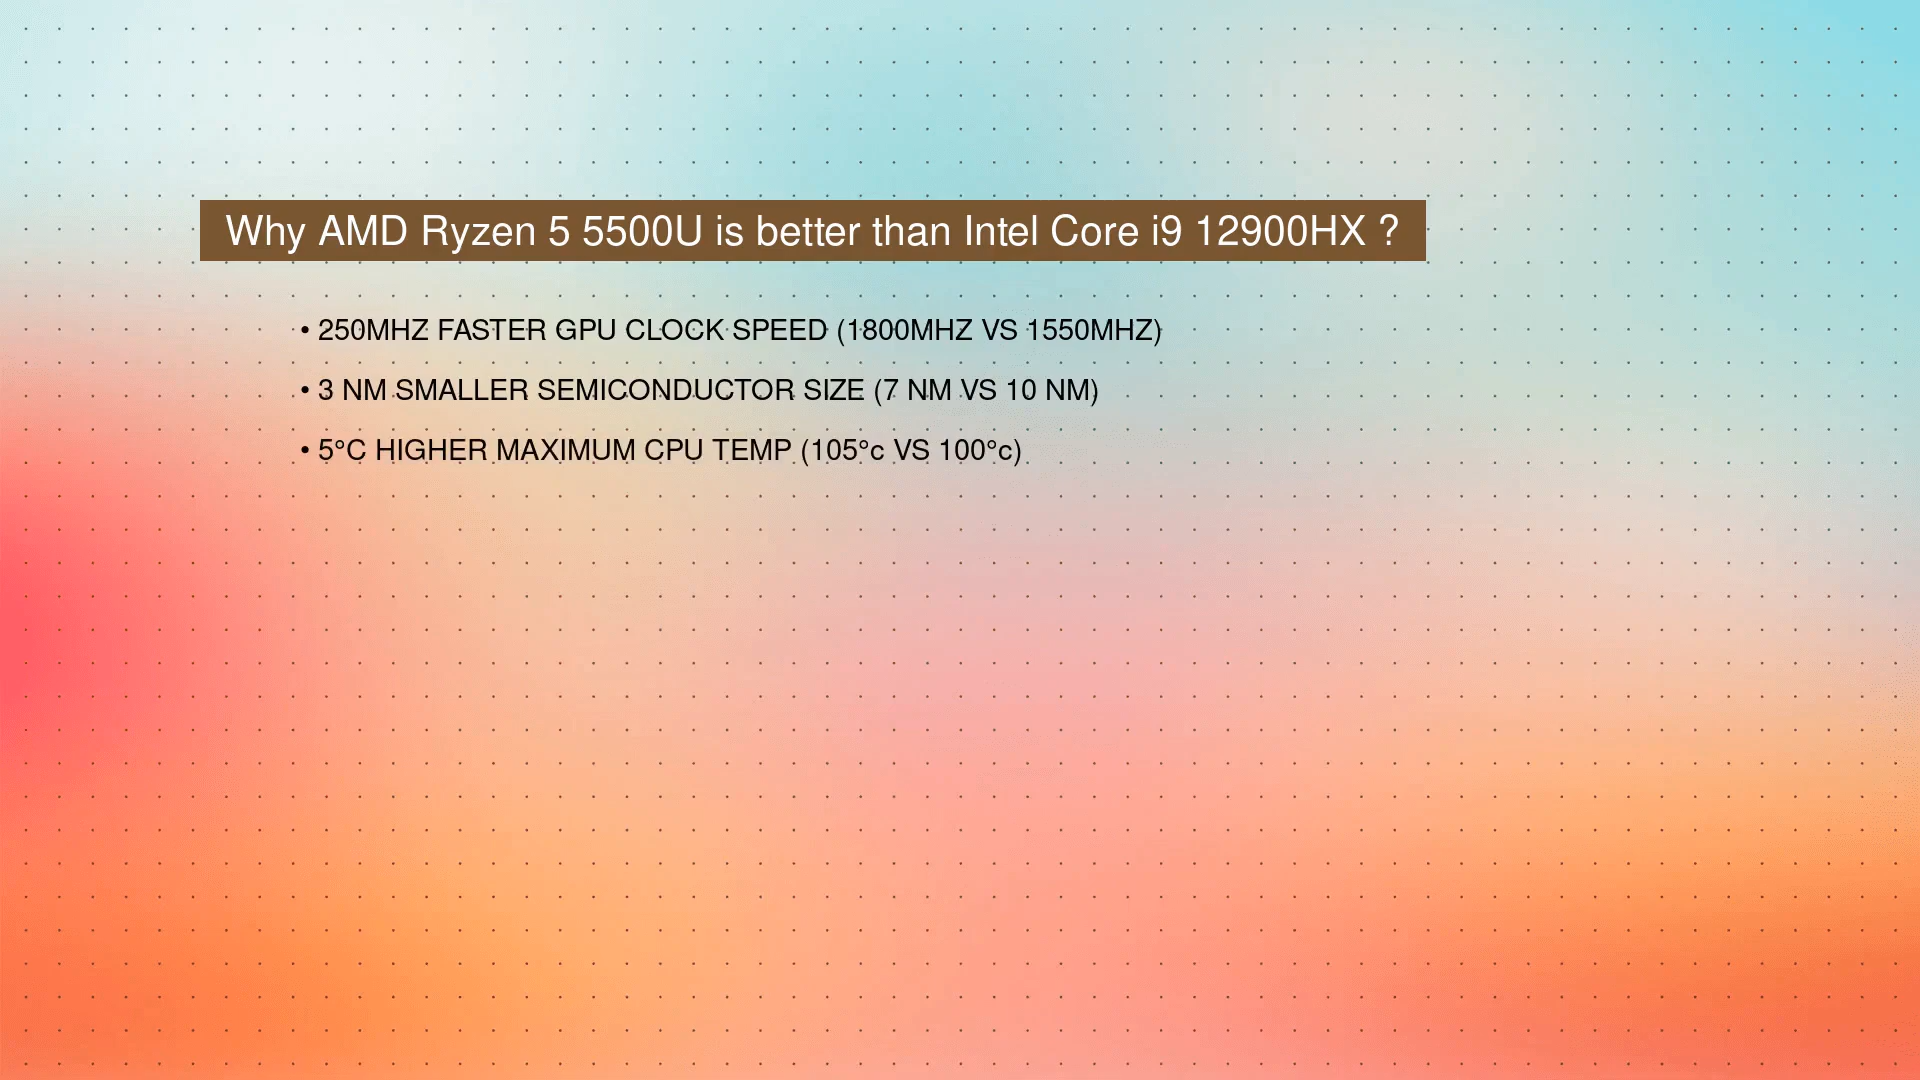 Why AMD Ryzen 5 5500U is better than Intel Core i9 12900HX ?
• 250MHZ FASTER GPU CLOCK SPEED (1800MHZ VS 1550MHZ)
• 3 NM SMALLER SEMICONDUCTOR SIZE (7 NM VS 10 NM)
• 5°C HIGHER MAXIMUM CPU TEMP (105°c VS 100°c)